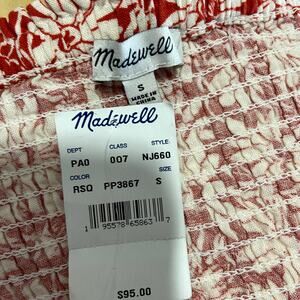 Madewell
S
MADE IN
CHINA
Madewell
DEPT CLASS STYLE
PA0 007 NJ660
COLOR SIZE
RSQ PP3867 S
1 95578 65863 7
$95.00